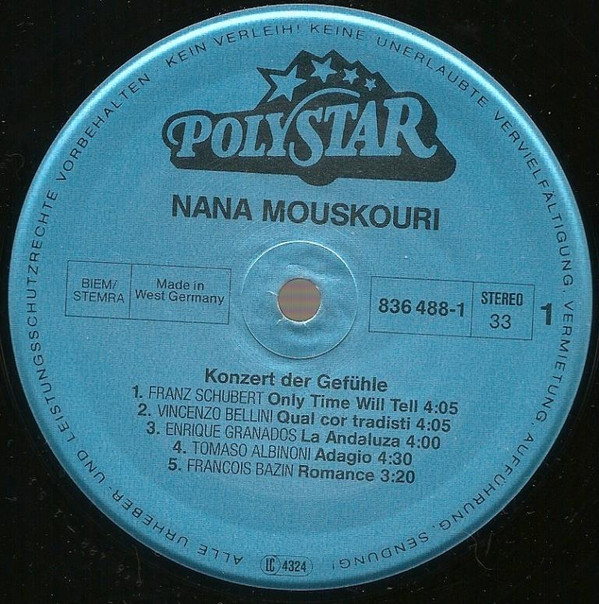 POLYSTAR
NANA MOUSKOURI
BIEM/
STEMRA
Made in
West Germany
836 488-1
STEREO
33
1
Konzert der Gefühle
1. FRANZ SCHUBERT Only Time Will Tell 4:05
2. VINCENZO BELLINI Qual cor tradisti 4:05
3. ENRIQUE GRANADOS La Andaluza 4:00
4. TOMASO ALBINONI Adagio 4:30
5. FRANCOIS BAZIN Romance 3:20
ALLE URHEBER- UND LEISTUNGSSCHUTZRECHTE VORBEHALTEN · KEIN VERLEIH! KEINE UNERLAUBTE VERVIELFÄLTIGUNG, VERMIETUNG, AUFFÜHRUNG, SENDUNG!
LC 4324